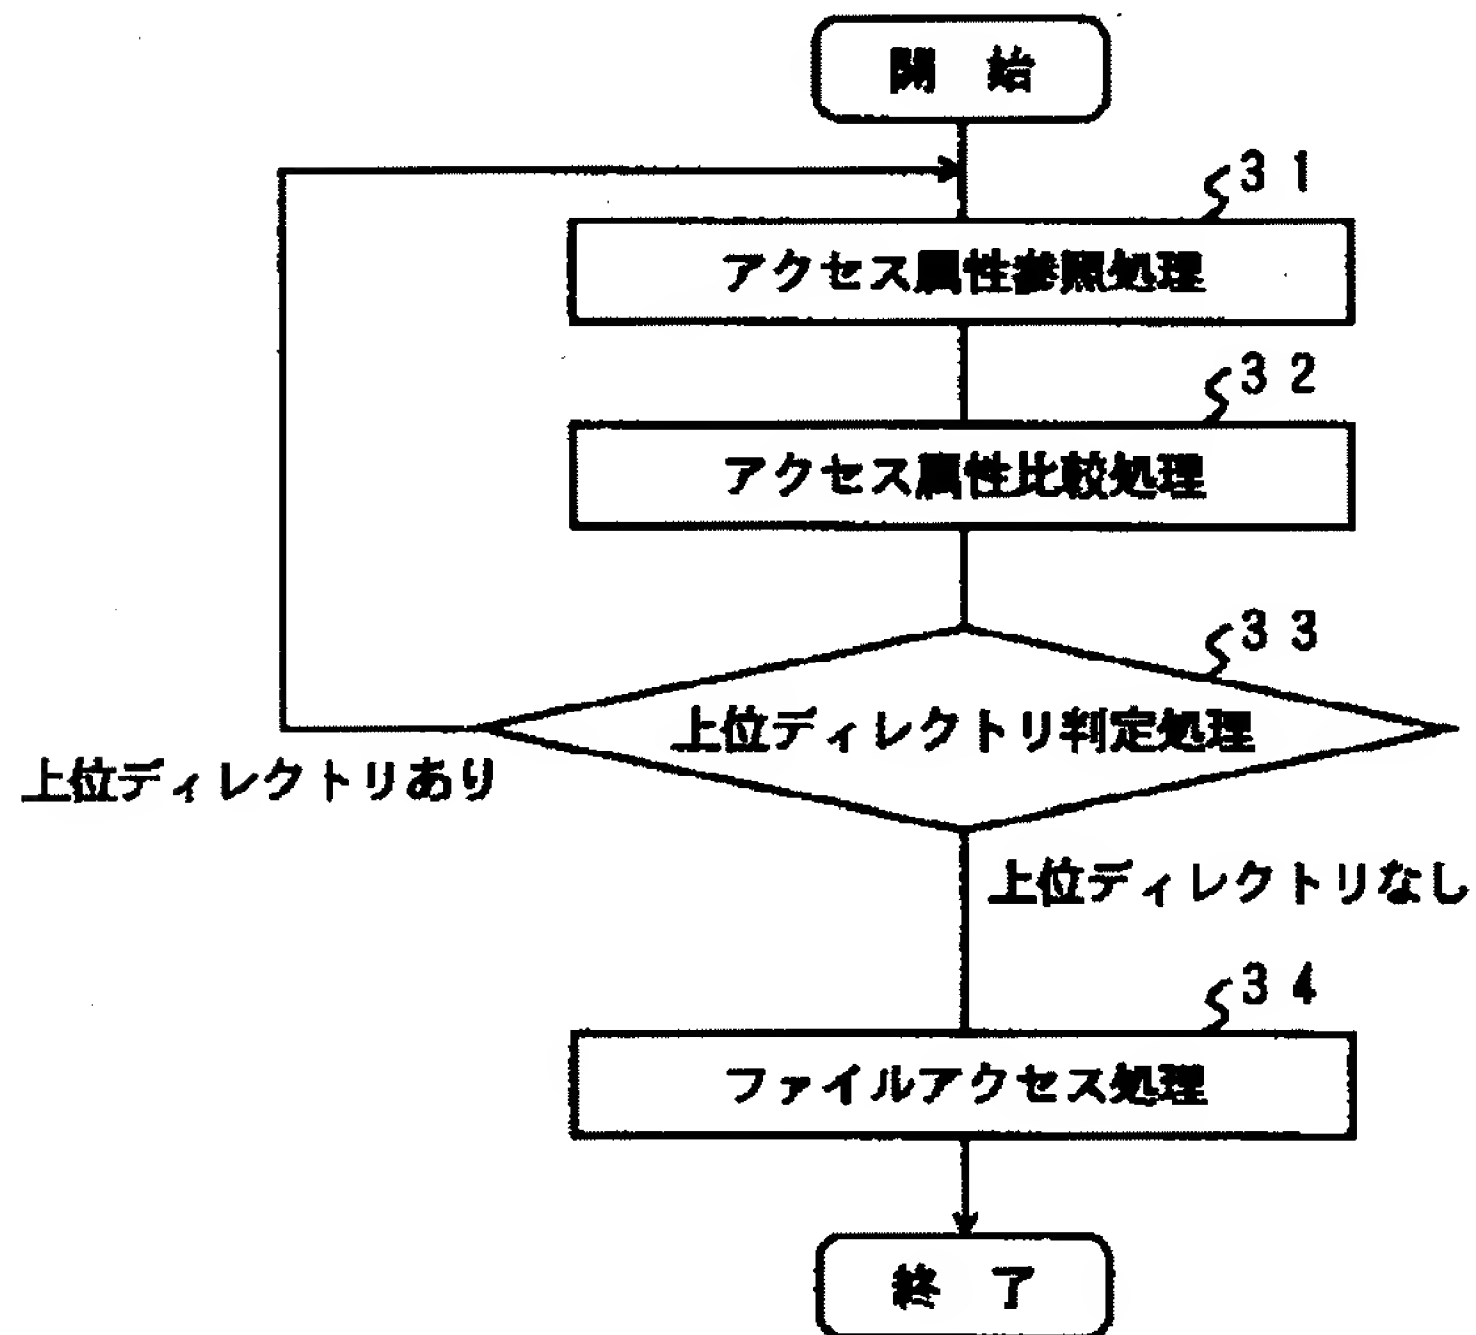 開 始
31
アクセス属性参照処理
32
アクセス属性比較処理
33
上位ディレクトリ判定処理
上位ディレクトリあり
上位ディレクトリなし
34
ファイルアクセス処理
終 了